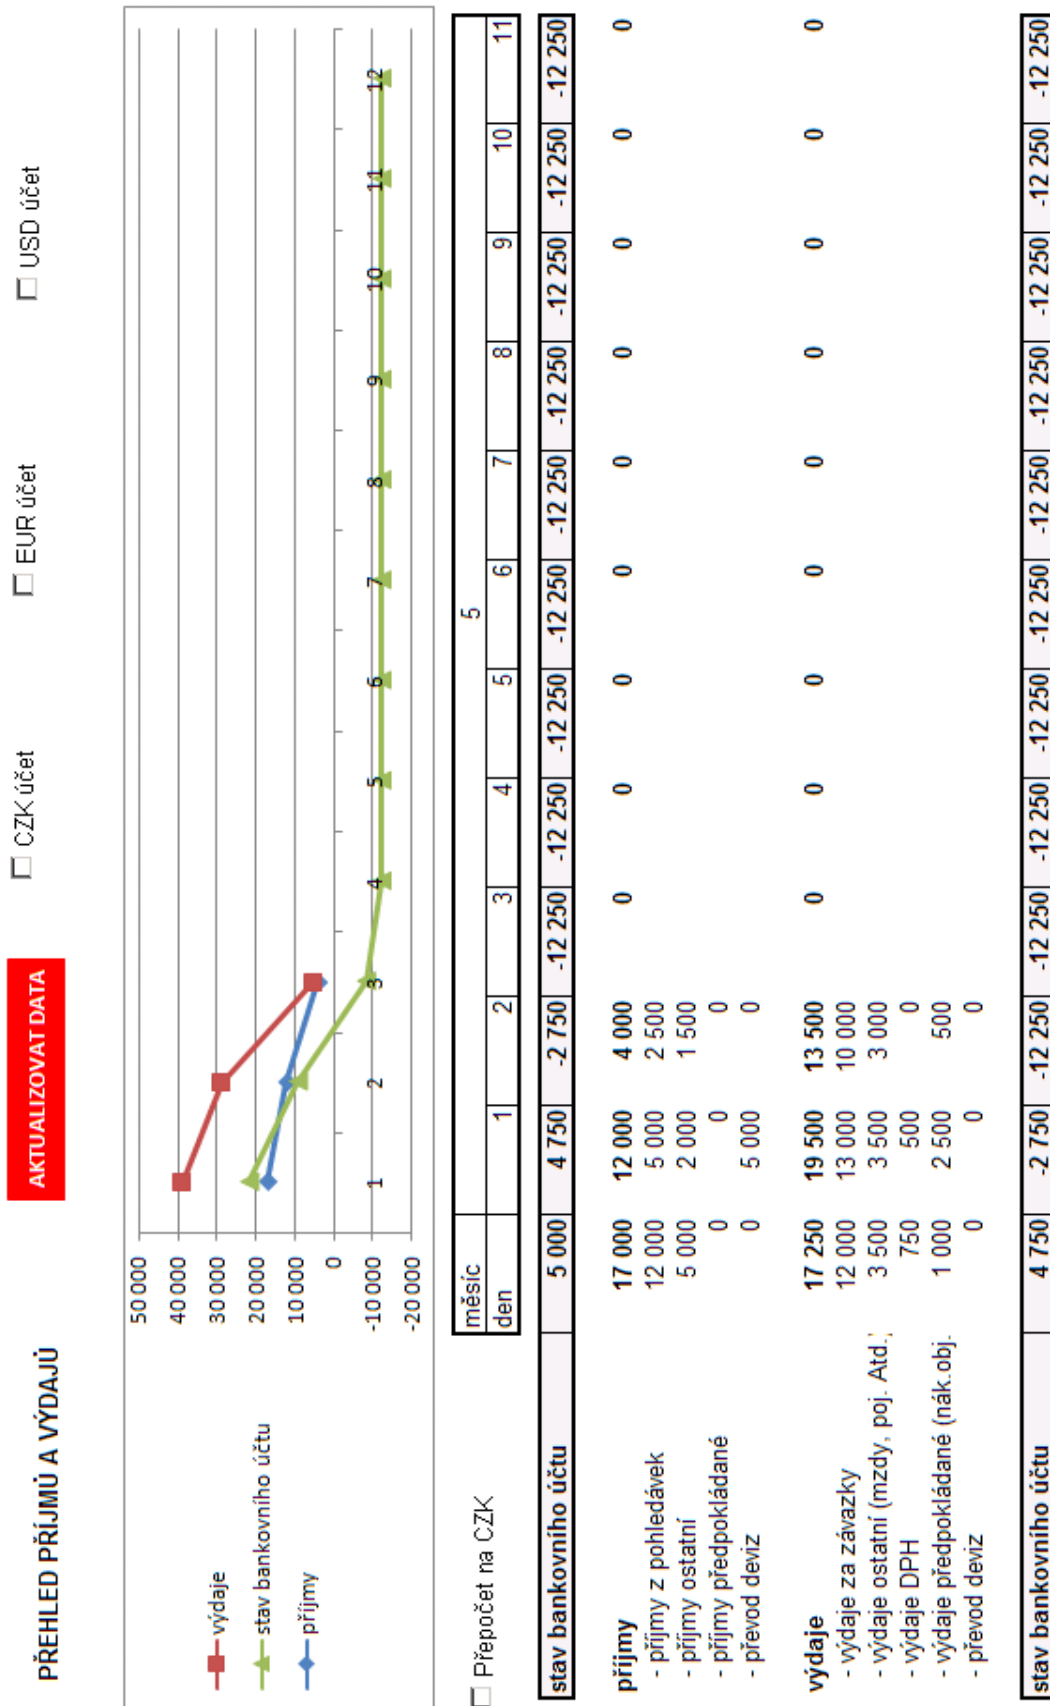 PŘEHLED PŘÍJMŮ A VÝDAJŮ AKTUALIZOVAT DATA CZK účet EUR účet USD účet
50 000
40 000
30 000
20 000
10 000
0
-10 000
-20 000
1 2 3 4 5 6 7 8 9 10 11 12
výdaje
stav bankovního účtu
příjmy
Přepočet na CZK
měsíc 5
den 1 2 3 4 5 6 7 8 9 10 11
stav bankovního účtu 5 000 4 750 -2 750 -12 250 -12 250 -12 250 -12 250 -12 250 -12 250 -12 250 -12 250 -12 250
příjmy 17 000 12 000 4 000 0 0 0 0 0 0 0 0 0
- příjmy z pohledávek 12 000 5 000 2 500
- příjmy ostatní 5 000 2 000 1 500
- příjmy předpokládané 0 0 0
- převod deviz 0 5 000 0
výdaje 17 250 19 500 13 500 0 0 0 0 0 0 0 0 0
- výdaje za závazky 12 000 13 000 10 000
- výdaje ostatní (mzdy, poj. Atd.) 3 500 3 500 3 000
- výdaje DPH 750 500 0
- výdaje předpokládané (nák.obj. 1 000 2 500 500
- převod deviz 0 0 0
stav bankovního účtu 4 750 -2 750 -12 250 -12 250 -12 250 -12 250 -12 250 -12 250 -12 250 -12 250 -12 250 -12 250